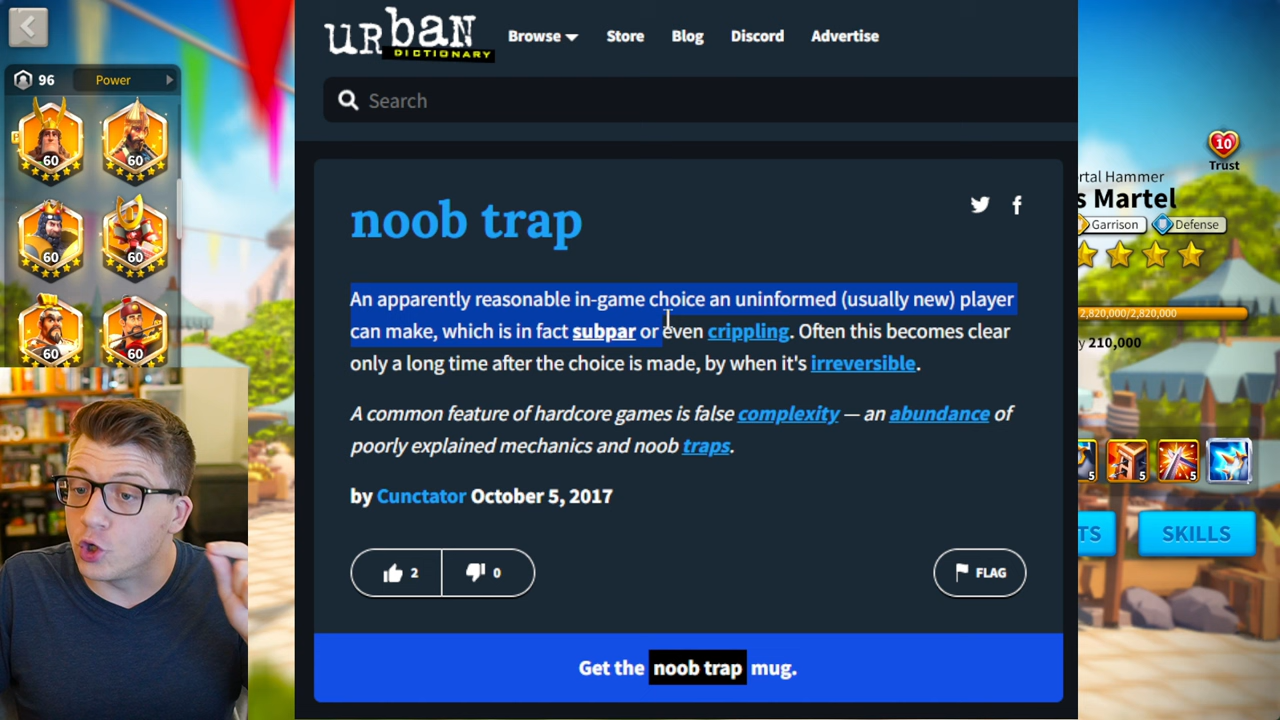 96 Power
60 60
60 60
60 60
urban
DICTIONARY
Browse Store Blog Discord Advertise
Search
noob trap
An apparently reasonable in-game choice an uninformed (usually new) player
can make, which is in fact subpar or even crippling. Often this becomes clear
only a long time after the choice is made, by when it's irreversible.
A common feature of hardcore games is false complexity — an abundance of
poorly explained mechanics and noob traps.
by Cunctator October 5, 2017
2 0
FLAG
Get the noob trap mug.
10
Trust
rtal Hammer
s Martel
Garrison Defense
2,820,000/2,820,000
y 210,000
5 5 5
TS SKILLS